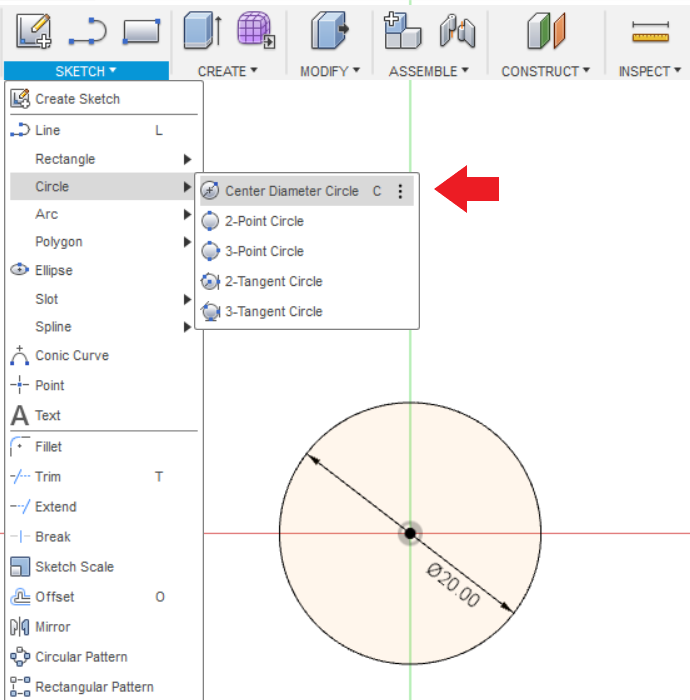 SKETCH CREATE MODIFY ASSEMBLE CONSTRUCT INSPECT
Create Sketch
Line L
Rectangle
Circle
Arc
Polygon
Ellipse
Slot
Spline
Conic Curve
Point
A Text
Fillet
Trim T
Extend
Break
Sketch Scale
Offset O
Mirror
Circular Pattern
Rectangular Pattern
Center Diameter Circle C
2-Point Circle
3-Point Circle
2-Tangent Circle
3-Tangent Circle
Ø20.00